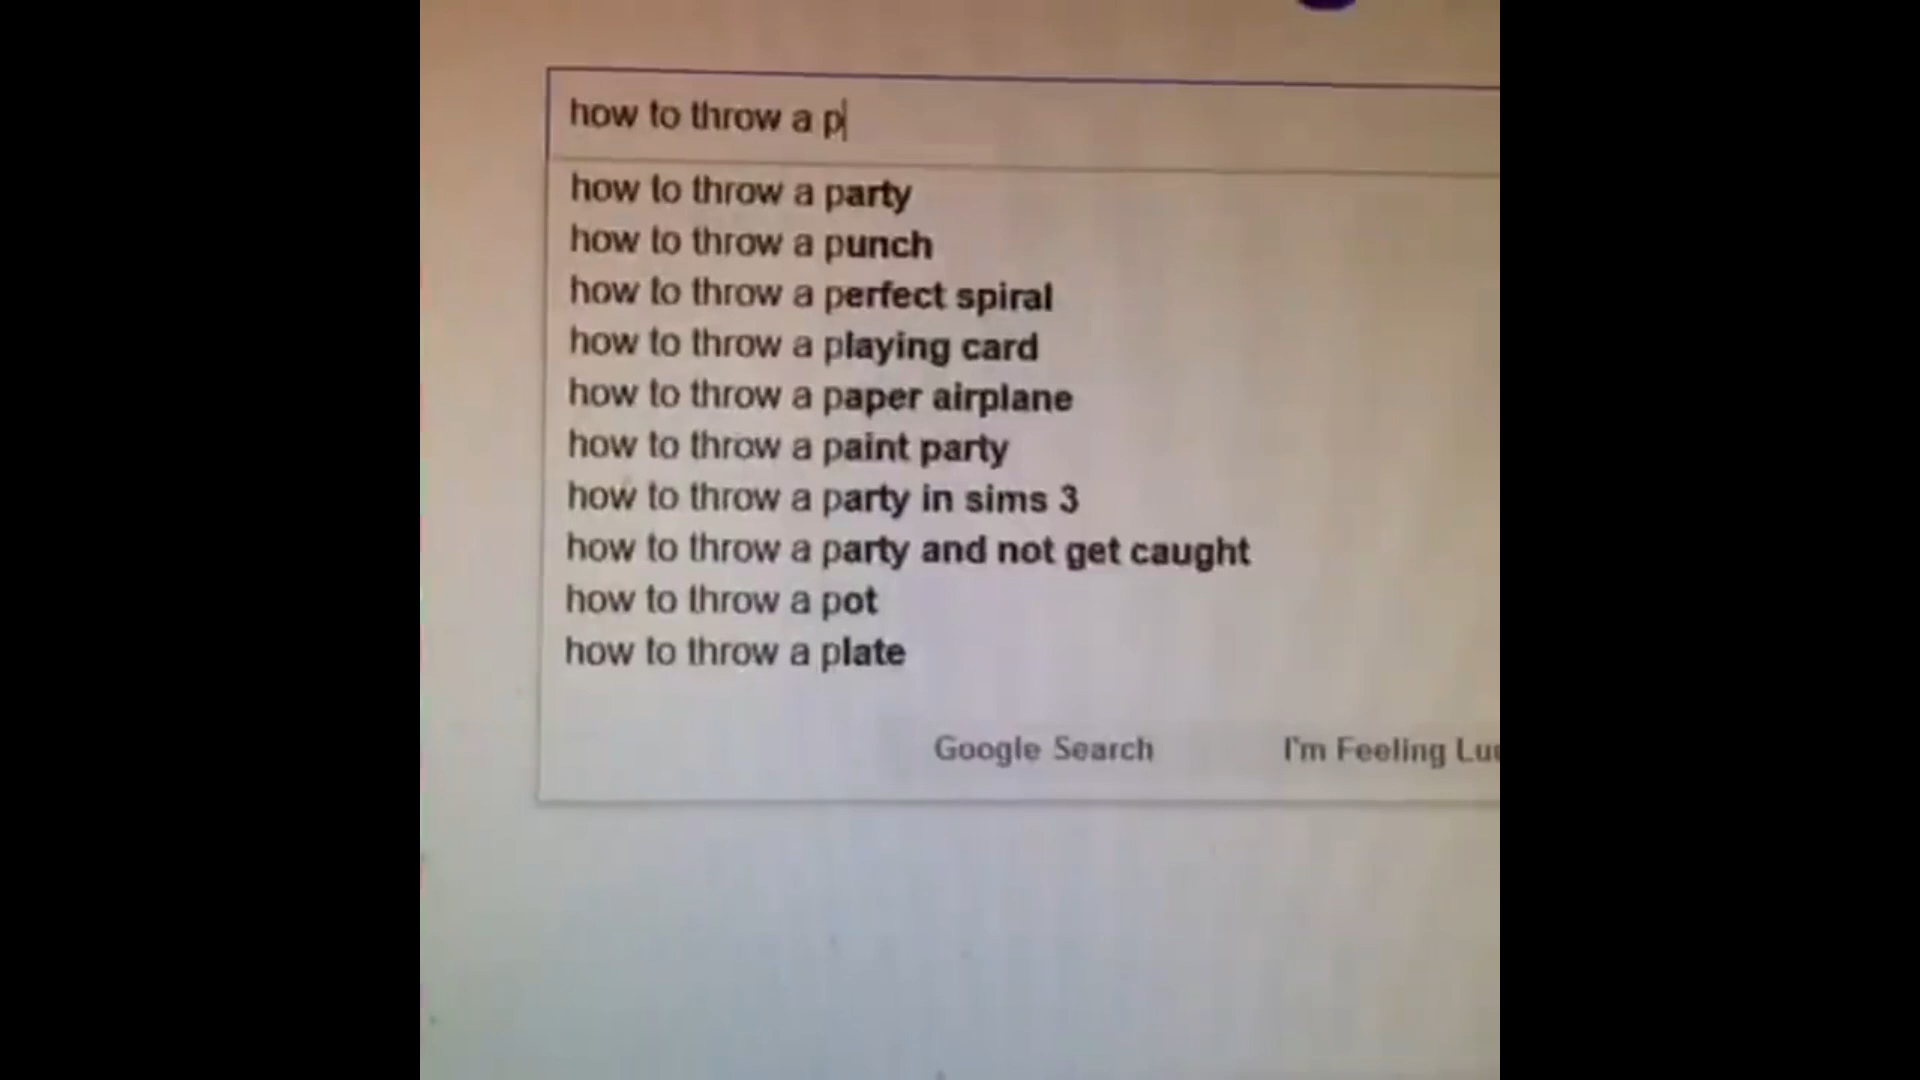 how to throw a p
how to throw a party
how to throw a punch
how to throw a perfect spiral
how to throw a playing card
how to throw a paper airplane
how to throw a paint party
how to throw a party in sims 3
how to throw a party and not get caught
how to throw a pot
how to throw a plate
Google Search I'm Feeling